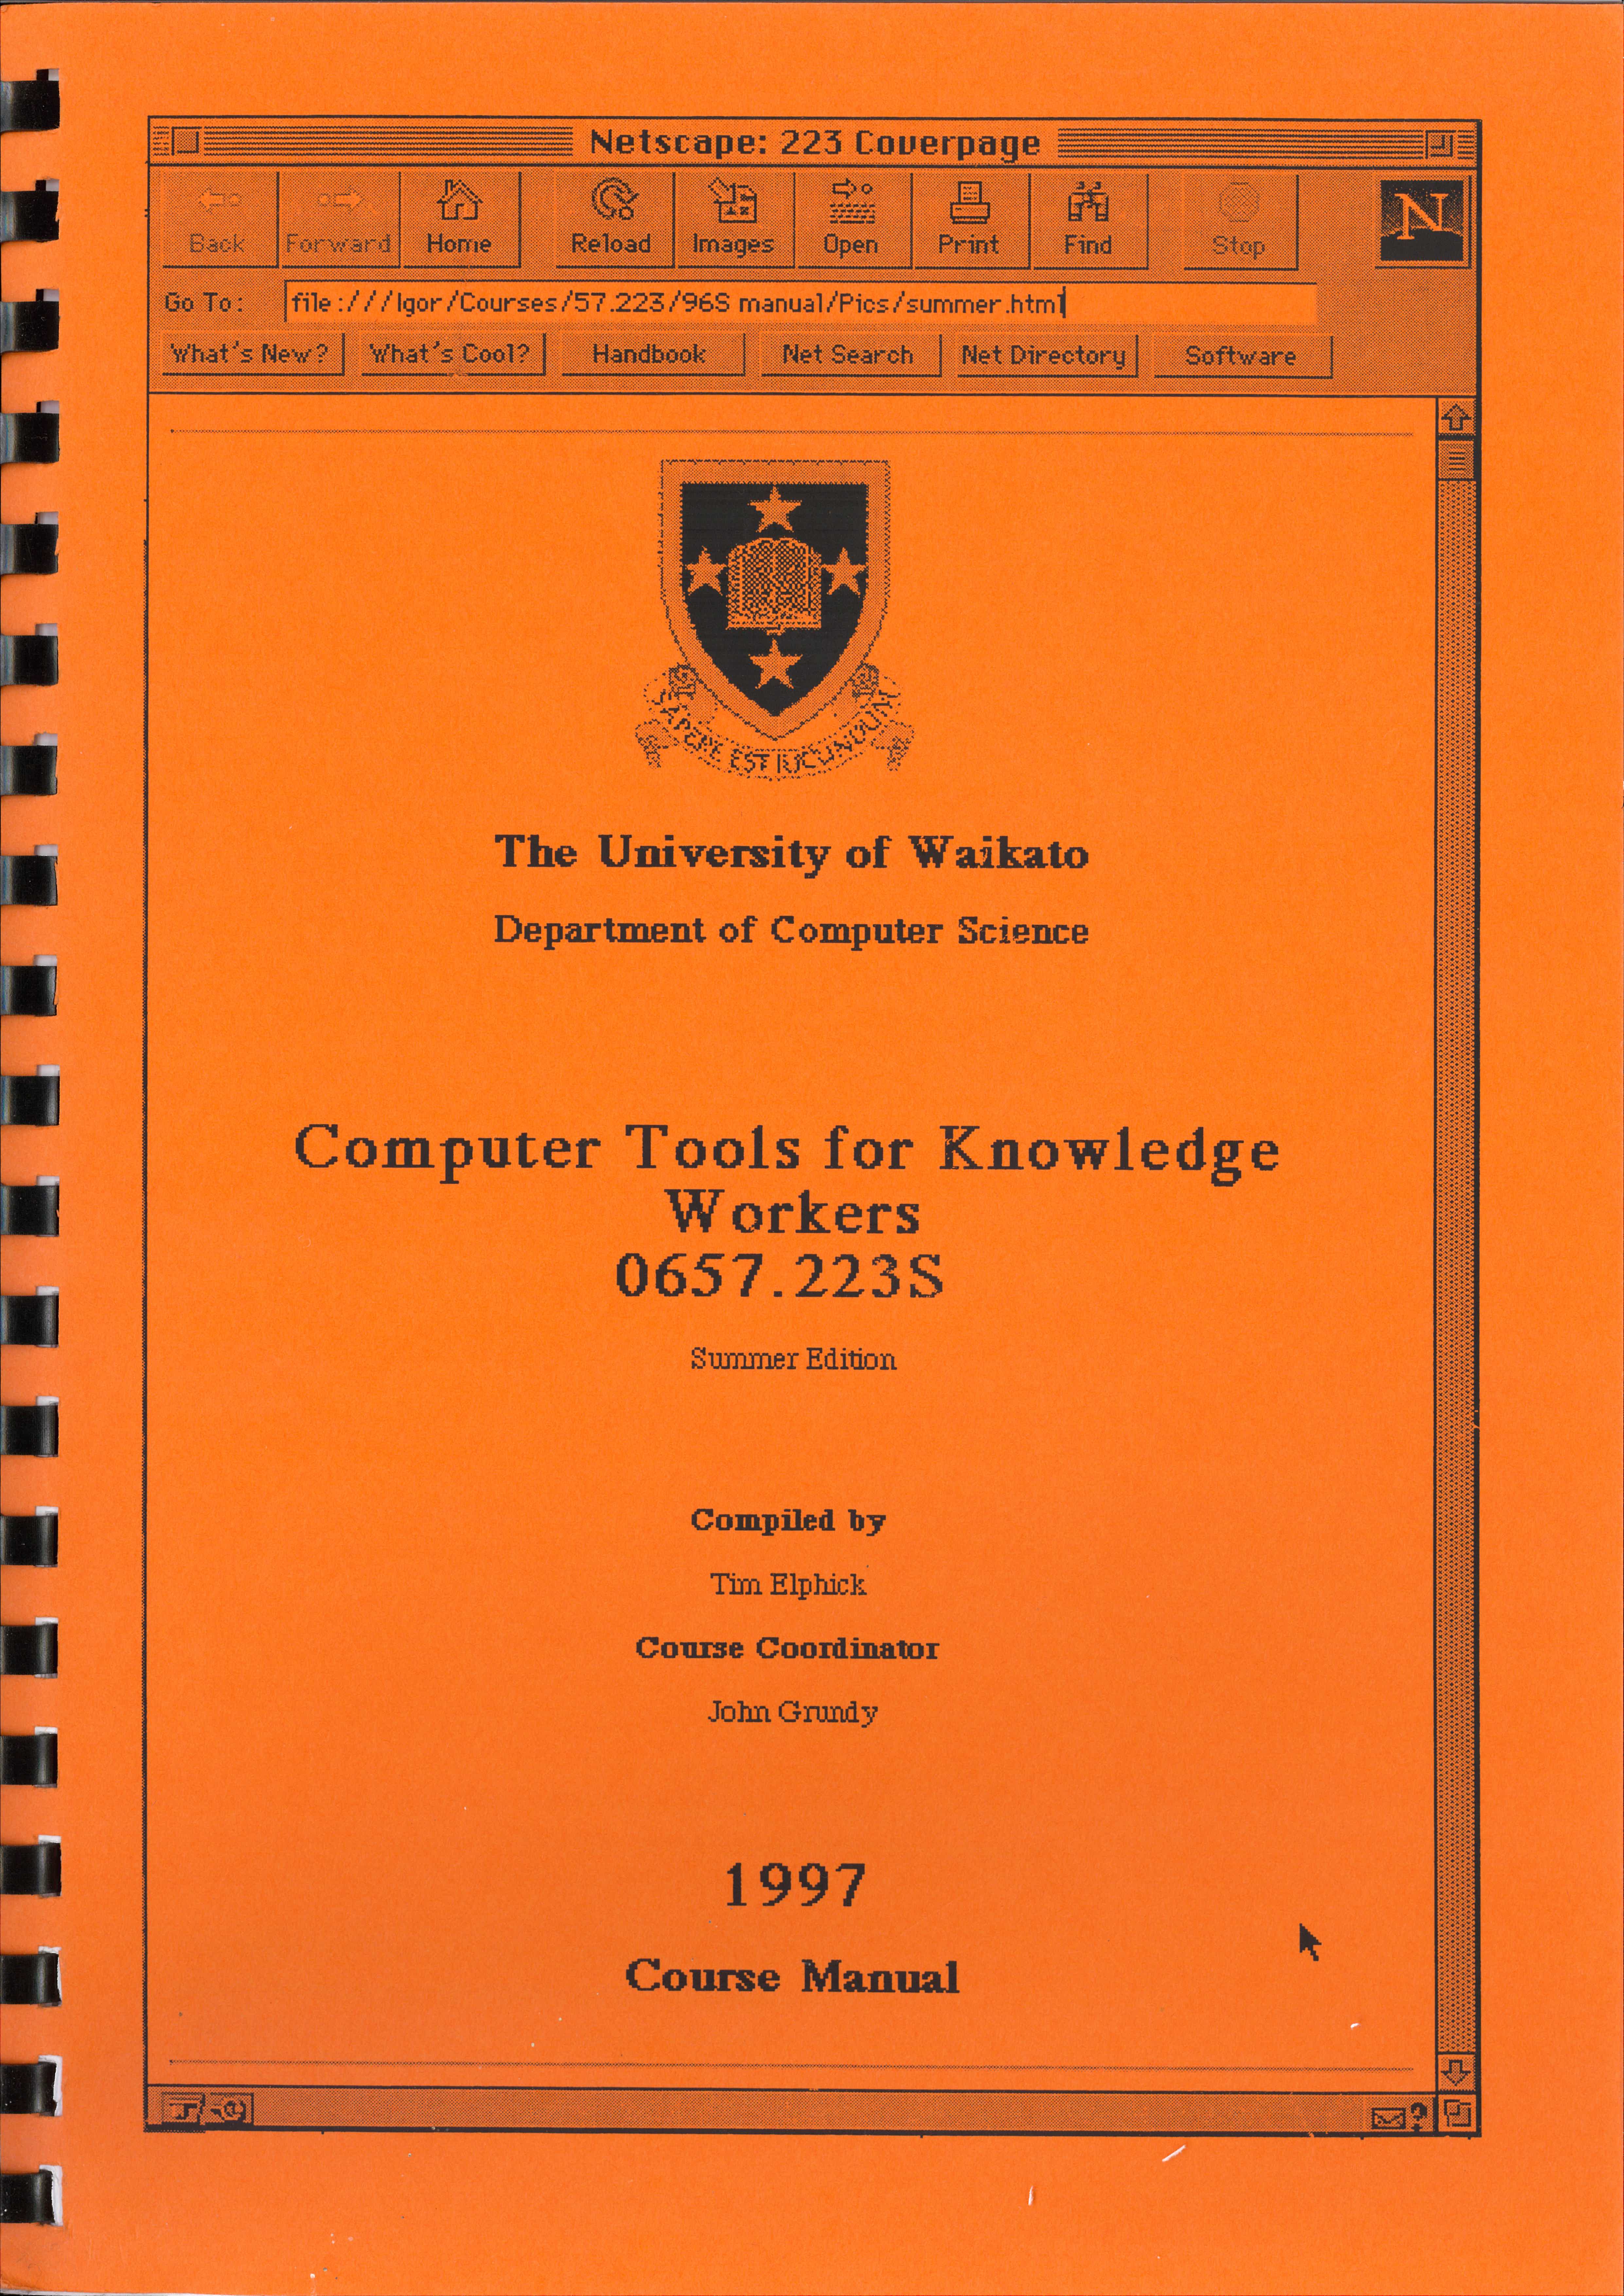 Netscape: 223 Coverpage
Back Forward Home Reload Images Open Print Find Stop
N
Go To: file:///Igor/Courses/57.223/96S manual/Pics/summer.html
What's New? What's Cool? Handbook Net Search Net Directory Software
SAPERE EST IUCUNDUM
The University of Waikato
Department of Computer Science
Computer Tools for Knowledge
Workers
0657.223S
Summer Edition
Compiled by
Tim Elphick
Course Coordinator
John Grundy
1997
Course Manual